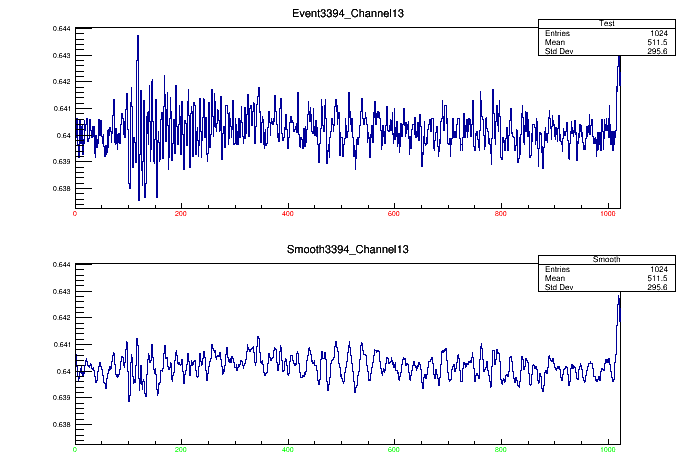 Event3394_Channel13
Test
Entries 1024
Mean 511.5
Std Dev 295.6
0.644
0.643
0.642
0.641
0.64
0.639
0.638
0 200 400 600 800 1000
Smooth3394_Channel13
Smooth
Entries 1024
Mean 511.5
Std Dev 295.6
0.644
0.643
0.642
0.641
0.64
0.639
0.638
0 200 400 600 800 1000